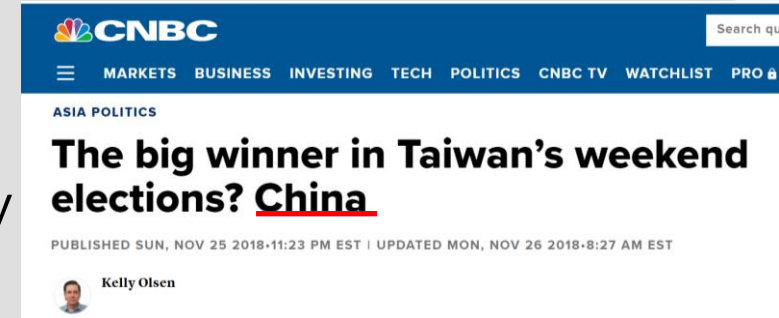 CNBC
Search qu
MARKETS BUSINESS INVESTING TECH POLITICS CNBC TV WATCHLIST PRO
ASIA POLITICS
The big winner in Taiwan’s weekend
elections? China
PUBLISHED SUN, NOV 25 2018•11:23 PM EST | UPDATED MON, NOV 26 2018•8:27 AM EST
Kelly Olsen